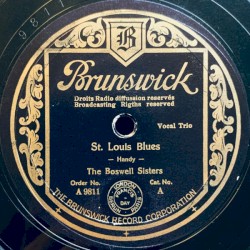 B
Brunswick
Droits Radio diffusion reservés
Broadcasting Rigths reserved
Vocal Trio
St. Louis Blues
— Handy —
The Boswell Sisters
Order No. Cat. No.
A 9811 A
THE BRUNSWICK RECORD CORPORATION
9811